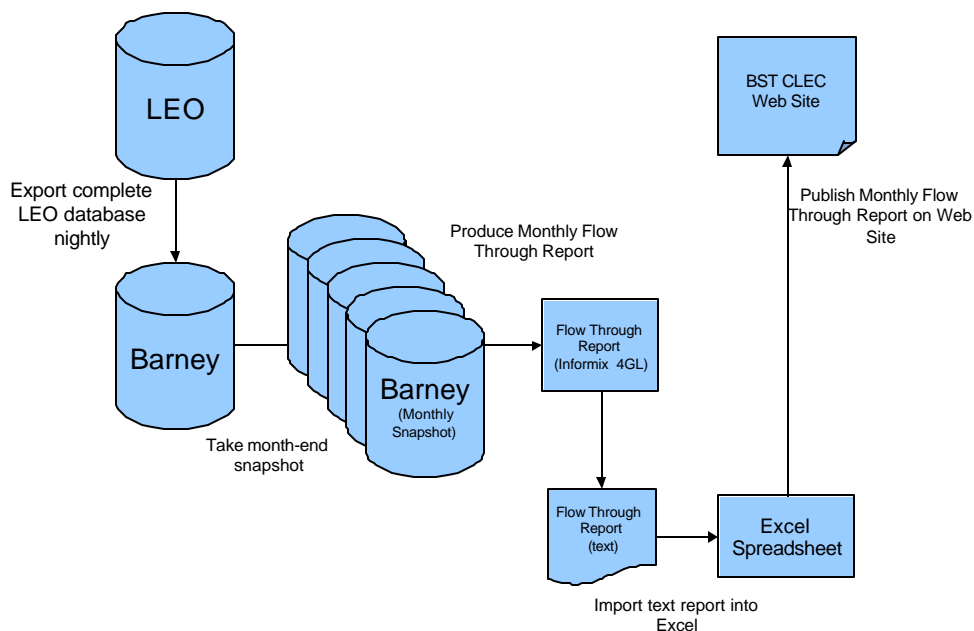 LEO
Export complete
LEO database
nightly
Barney
Take month-end
snapshot
Produce Monthly Flow
Through Report
Barney
(Monthly
Snapshot)
Flow Through
Report
(Informix 4GL)
Flow Through
Report
(text)
Import text report into
Excel
Excel
Spreadsheet
Publish Monthly Flow
Through Report on Web
Site
BST CLEC
Web Site